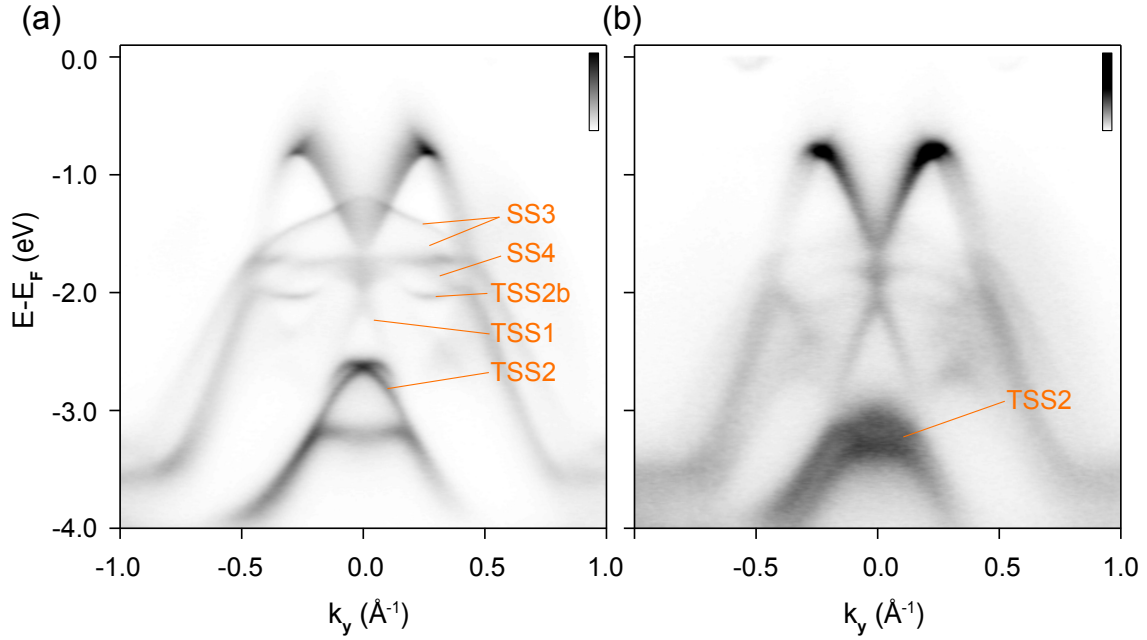 (a)
(b)
0.0
-1.0
-2.0
-3.0
-4.0
E-E_F (eV)
SS3
SS4
TSS2b
TSS1
TSS2
TSS2
-1.0 -0.5 0.0 0.5 1.0
-0.5 0.0 0.5 1.0
k_y (Å⁻¹)
k_y (Å⁻¹)